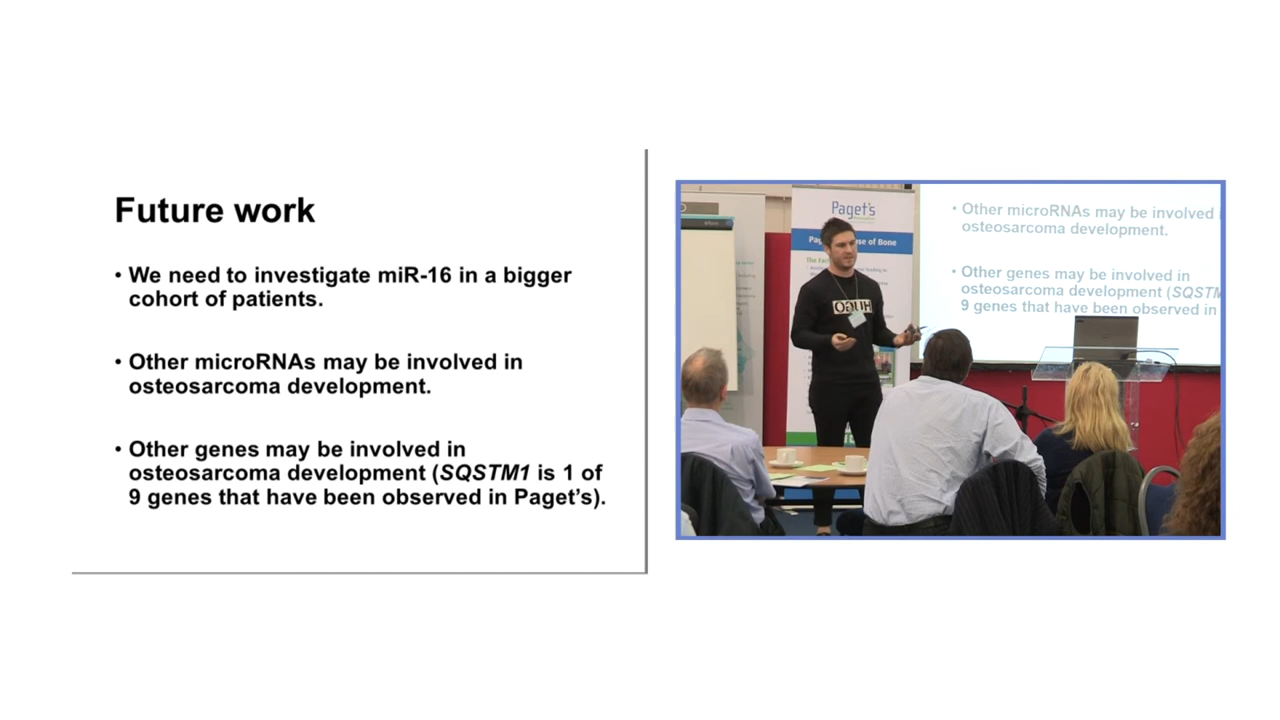 Future work
• We need to investigate miR-16 in a bigger
cohort of patients.
• Other microRNAs may be involved in
osteosarcoma development.
• Other genes may be involved in
osteosarcoma development (SQSTM1 is 1 of
9 genes that have been observed in Paget’s).
Paget's
• Other microRNAs may be involved
osteosarcoma development.
• Other genes may be involved in
osteosarcoma development (SQSTM
9 genes that have been observed in
of Bone
HUGO